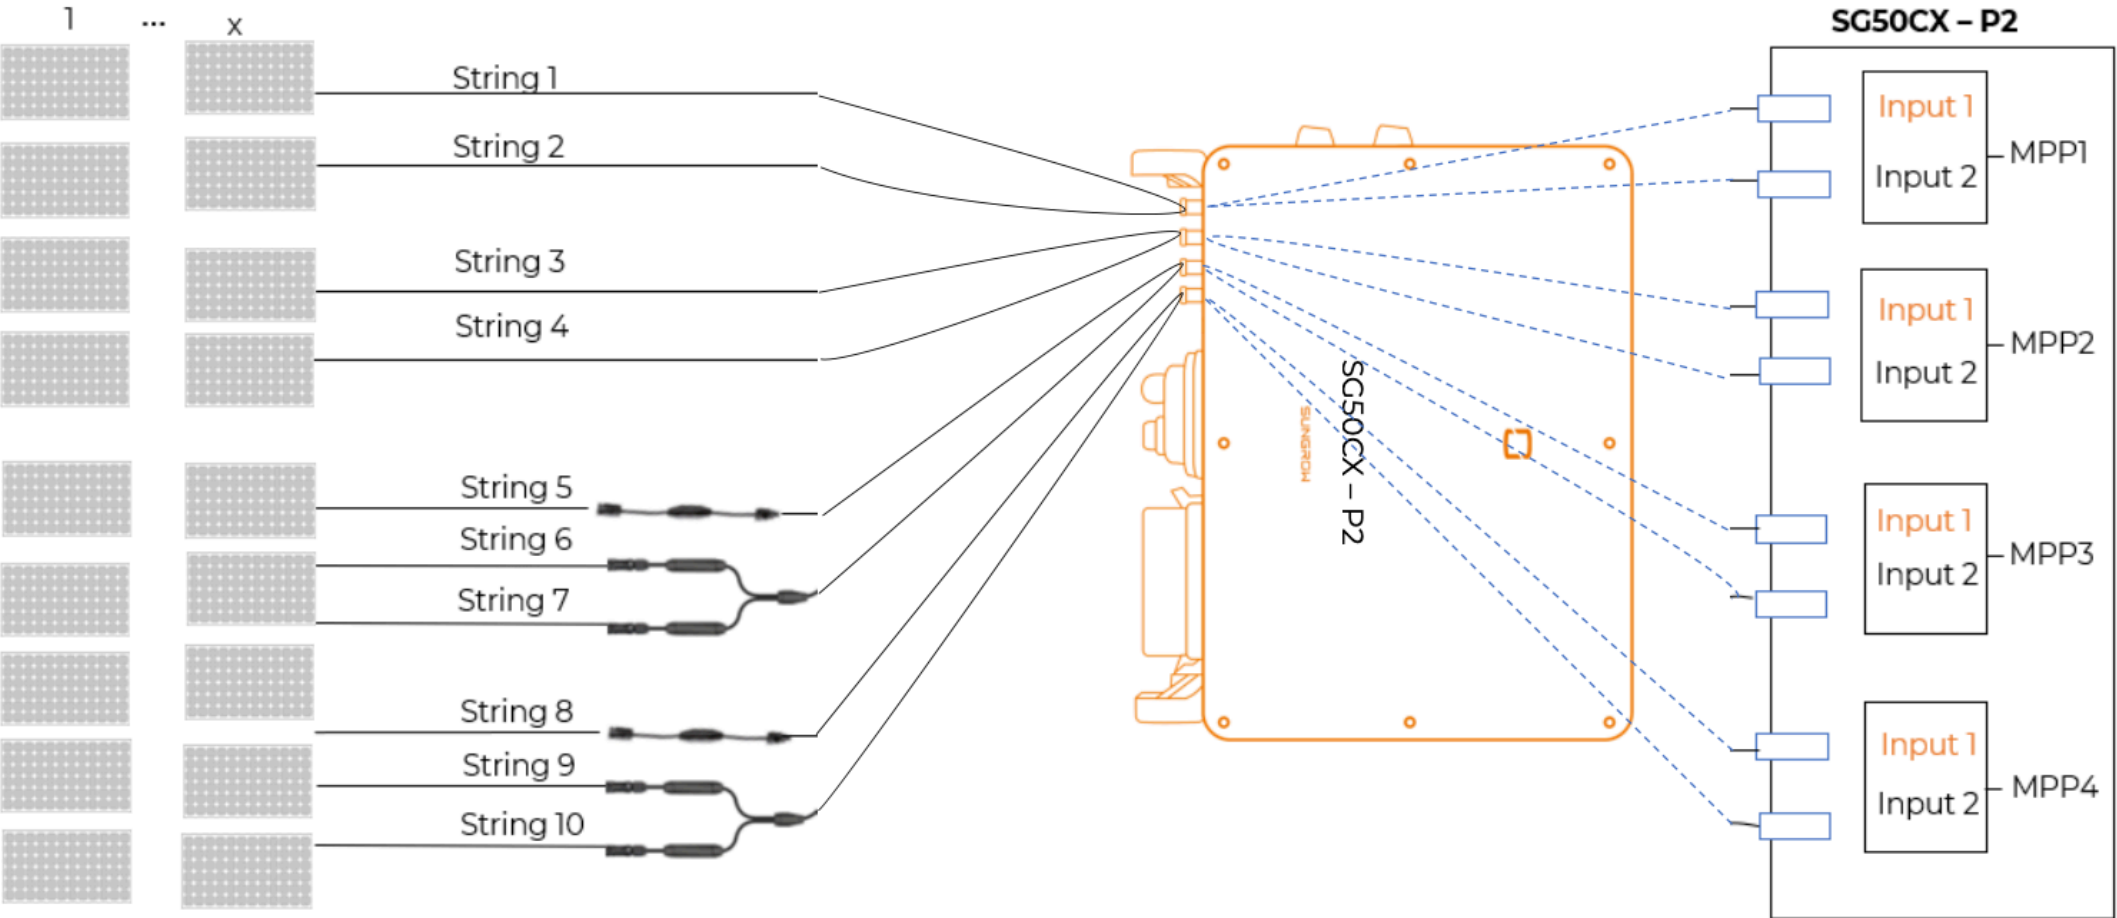 1 ... x
SG50CX – P2
String 1
String 2
String 3
String 4
String 5
String 6
String 7
String 8
String 9
String 10
SG50CX – P2
SUNGROW
Input 1
Input 2
MPP1
Input 1
Input 2
MPP2
Input 1
Input 2
MPP3
Input 1
Input 2
MPP4